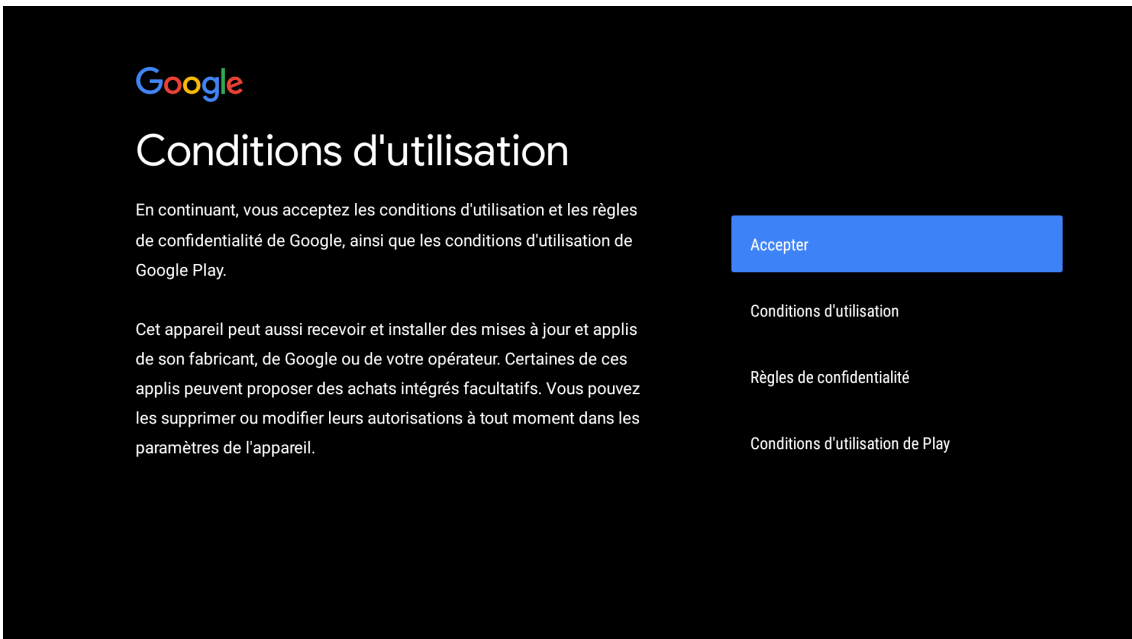 Google
Conditions d'utilisation
En continuant, vous acceptez les conditions d'utilisation et les règles
de confidentialité de Google, ainsi que les conditions d'utilisation de
Google Play.
Cet appareil peut aussi recevoir et installer des mises à jour et applis
de son fabricant, de Google ou de votre opérateur. Certaines de ces
applis peuvent proposer des achats intégrés facultatifs. Vous pouvez
les supprimer ou modifier leurs autorisations à tout moment dans les
paramètres de l'appareil.
Accepter
Conditions d'utilisation
Règles de confidentialité
Conditions d'utilisation de Play